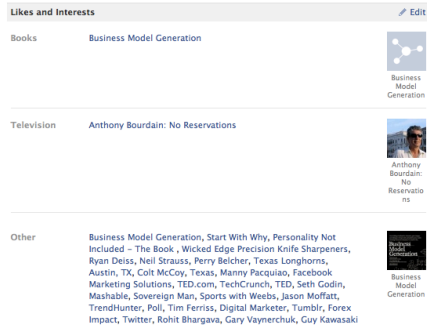 Likes and Interests
Edit
Books
Business Model Generation
Business
Model
Generation
Television
Anthony Bourdain: No Reservations
Anthony
Bourdain:
No
Reservatio
ns
Other
Business Model Generation, Start With Why, Personality Not
Included - The Book , Wicked Edge Precision Knife Sharpeners,
Ryan Deiss, Neil Strauss, Perry Belcher, Texas Longhorns,
Austin, TX, Colt McCoy, Texas, Manny Pacquiao, Facebook
Marketing Solutions, TED.com, TechCrunch, TED, Seth Godin,
Mashable, Sovereign Man, Sports with Weebs, Jason Moffatt,
TrendHunter, Poll, Tim Ferriss, Digital Marketer, Tumblr, Forex
Impact, Twitter, Rohit Bhargava, Gary Vaynerchuk, Guy Kawasaki
Business
Model
Generation
Business
Model
Generation